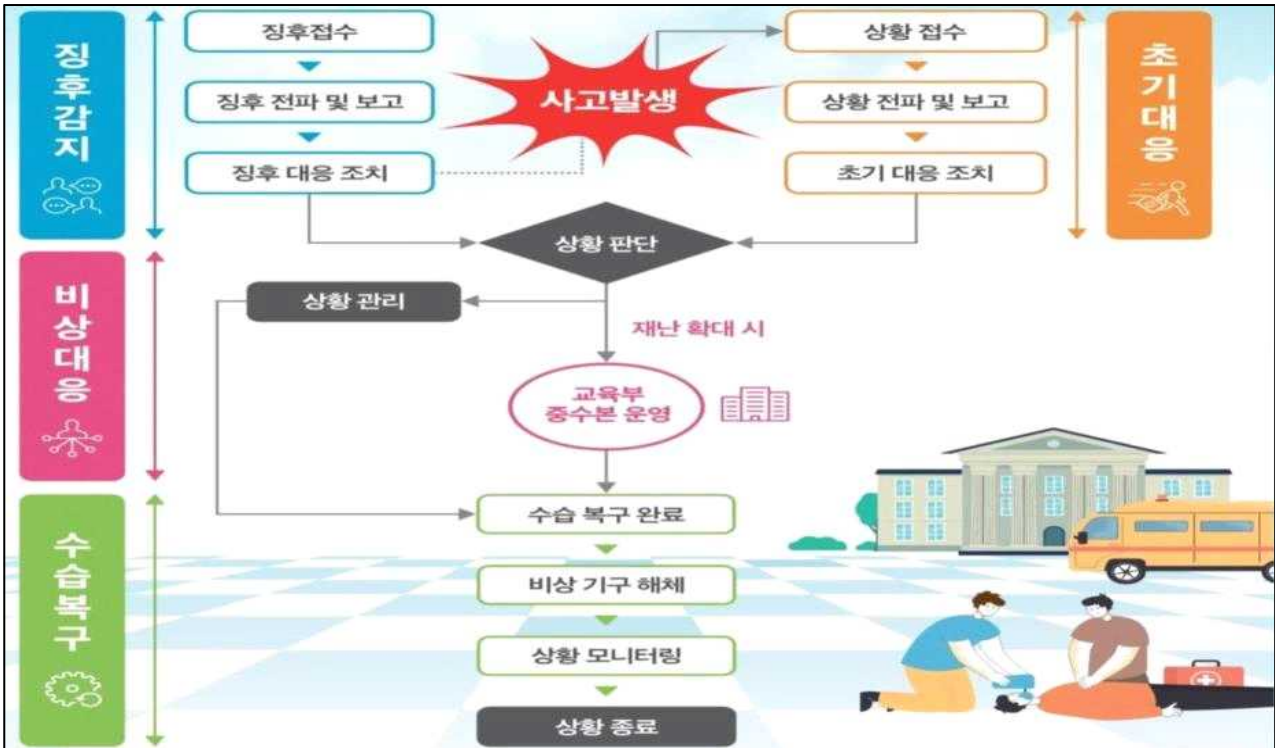 징후감지
징후접수
징후 전파 및 보고
징후 대응 조치
사고발생
상황 접수
상황 전파 및 보고
초기 대응 조치
초기대응
상황 판단
비상대응
상황 관리
재난 확대 시
교육부
중수본 운영
수습복구
수습 복구 완료
비상 기구 해체
상황 모니터링
상황 종료